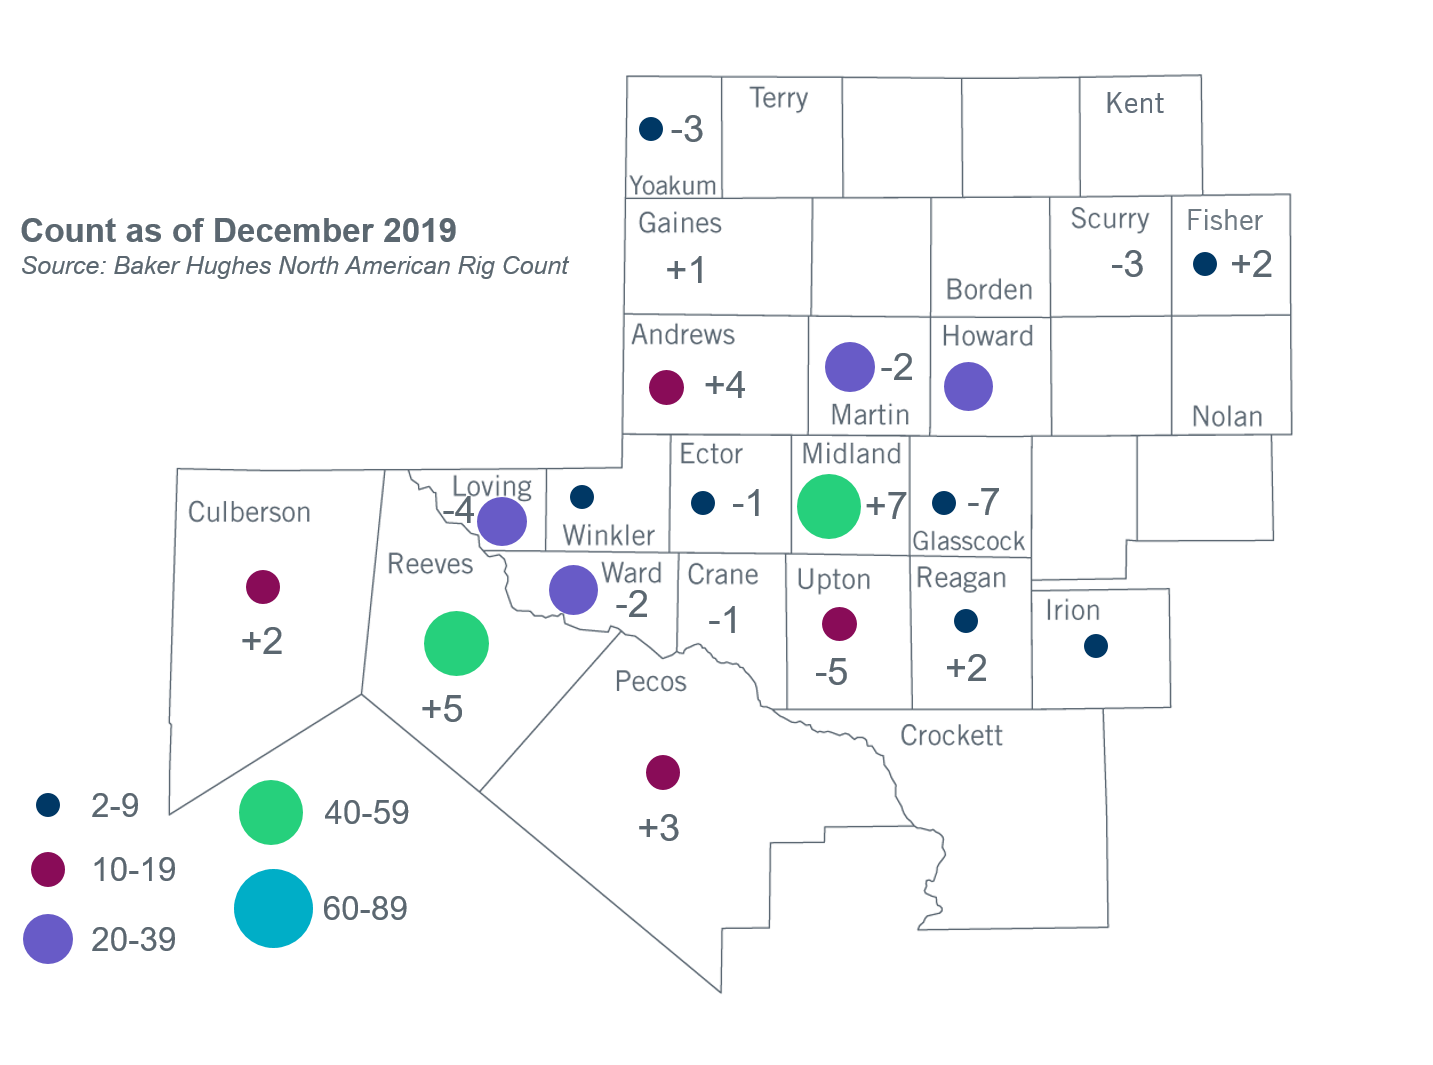 Terry
Kent
-3
Yoakum
Count as of December 2019
Source: Baker Hughes North American Rig Count
Gaines
+1
Borden
Scurry
-3
Fisher
+2
Andrews
+4
-2
Martin
Howard
Nolan
Culberson
+2
Loving
-4
Winkler
Ector
-1
Midland
+7
-7
Glasscock
Reeves
+5
Ward
-2
Crane
-1
Upton
-5
Reagan
+2
Irion
Pecos
+3
Crockett
2-9
10-19
20-39
40-59
60-89